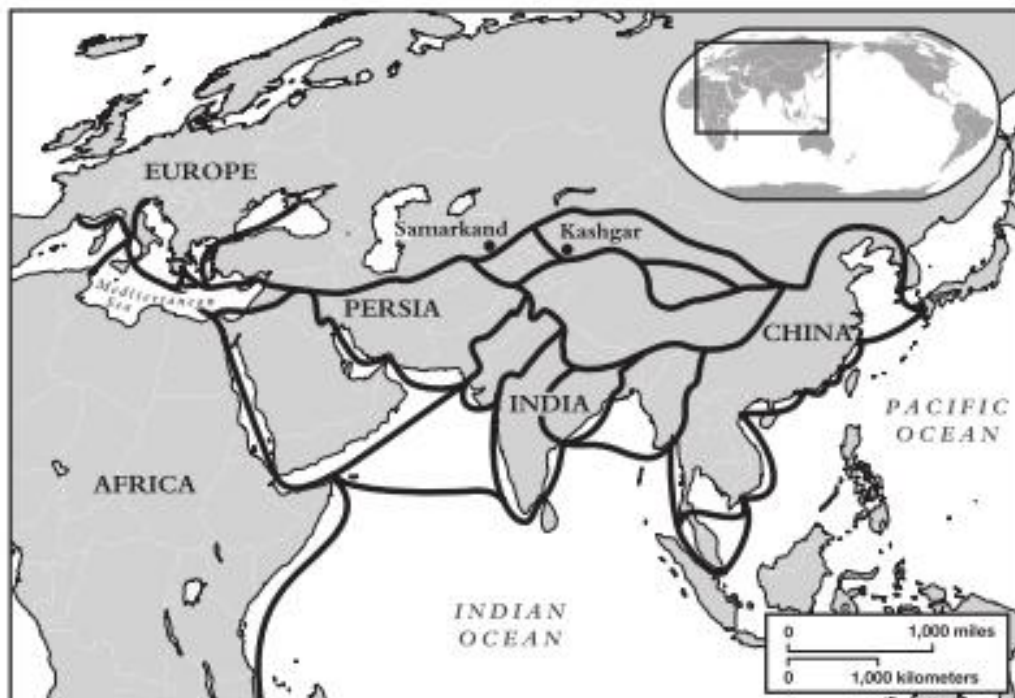 EUROPE
Samarkand
Kashgar
Mediterranean
Sea
PERSIA
CHINA
INDIA
PACIFIC
OCEAN
AFRICA
INDIAN
OCEAN
0 1,000 miles
0 1,000 kilometers